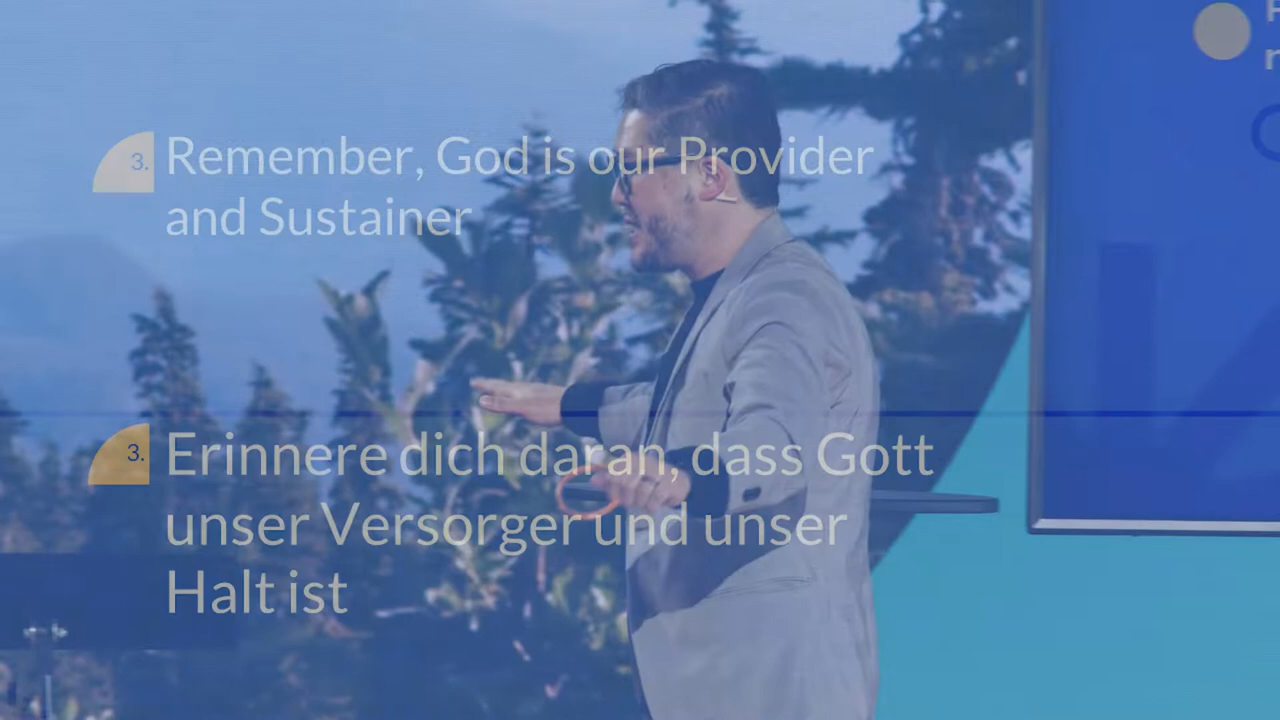 3. Remember, God is our Provider
and Sustainer
3. Erinnere dich daran, dass Gott
unser Versorger und unser
Halt ist